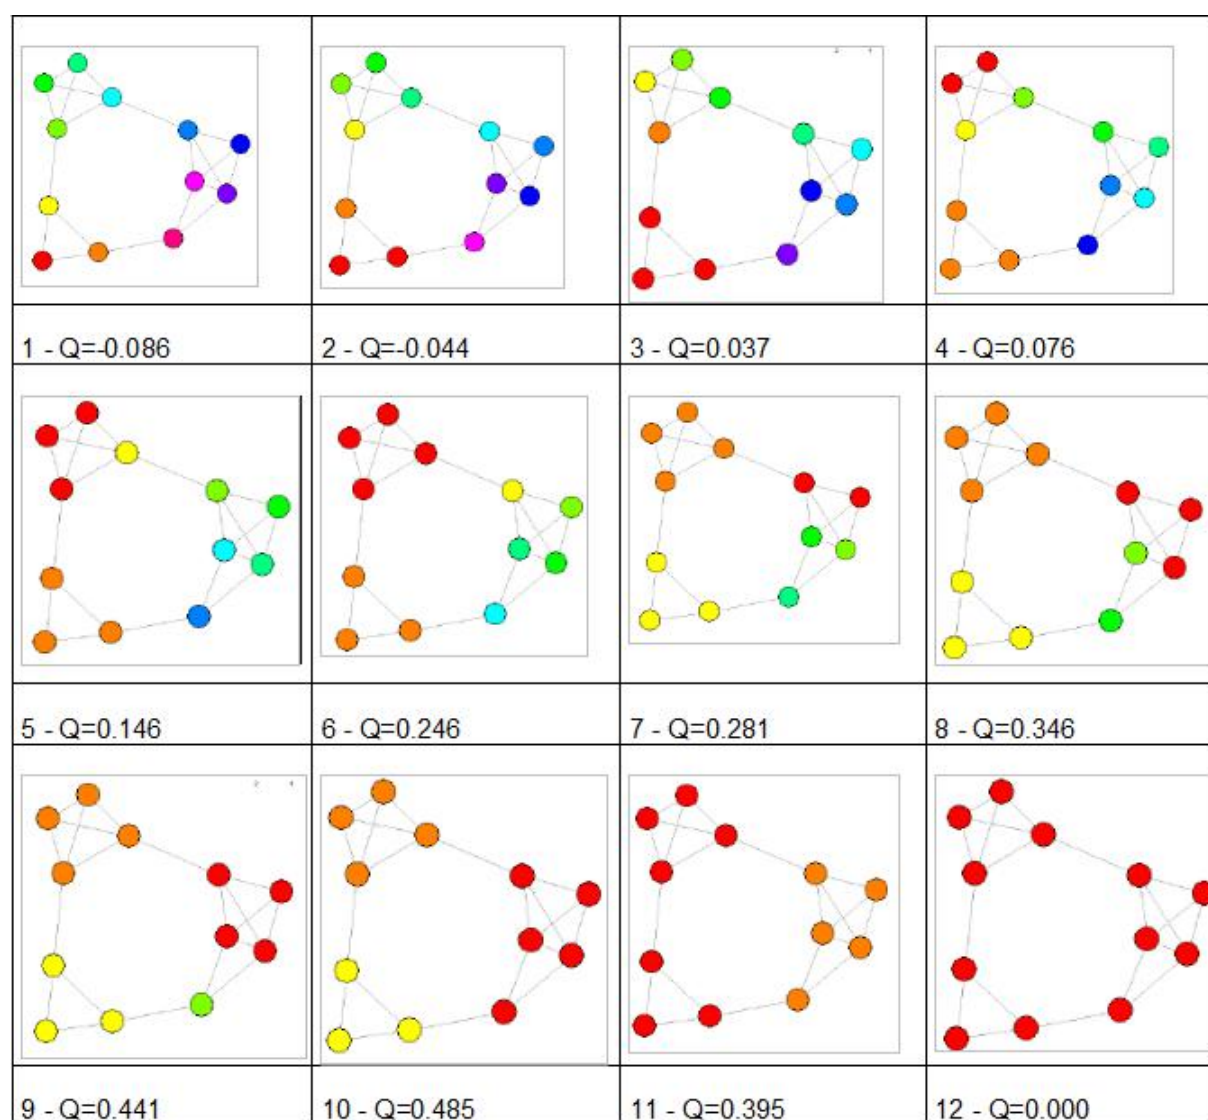 1 - Q=-0.086
2 - Q=-0.044
3 - Q=0.037
4 - Q=0.076
5 - Q=0.146
6 - Q=0.246
7 - Q=0.281
8 - Q=0.346
9 - Q=0.441
10 - Q=0.485
11 - Q=0.395
12 - Q=0.000